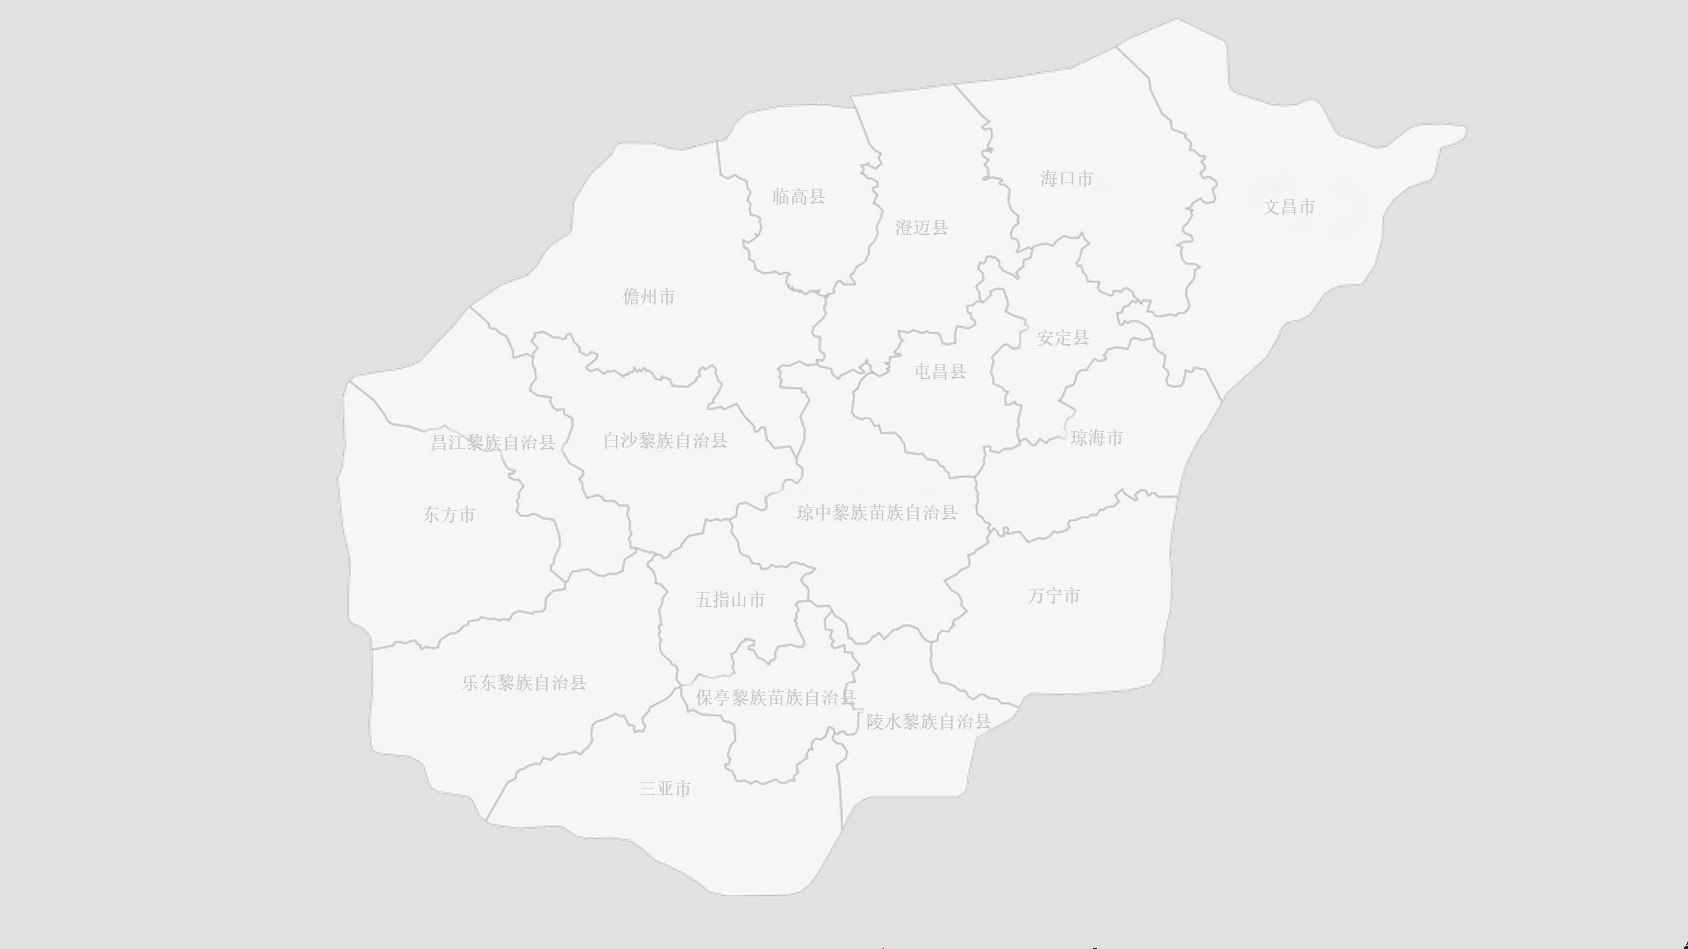 海口市
临高县
文昌市
澄迈县
儋州市
安定县
屯昌县
琼海市
白沙黎族自治县
昌江黎族自治县
琼中黎族苗族自治县
东方市
万宁市
五指山市
乐东黎族自治县
保亭黎族苗族自治县
陵水黎族自治县
三亚市